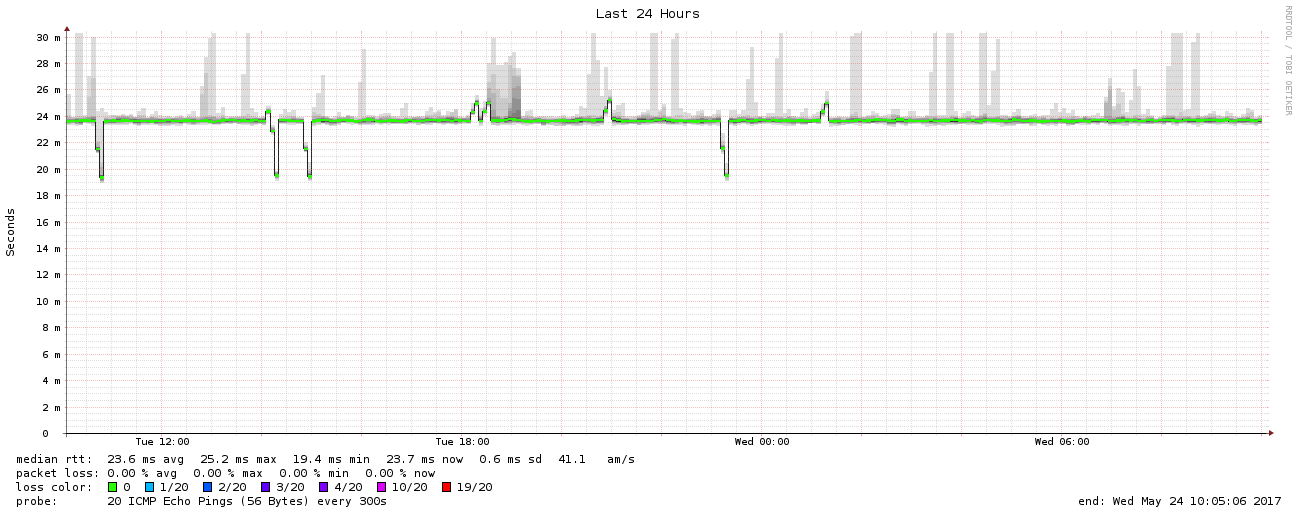 Last 24 Hours
RRDTOOL / TOBI OETIKER
Seconds
30 m
28 m
26 m
24 m
22 m
20 m
18 m
16 m
14 m
12 m
10 m
8 m
6 m
4 m
2 m
0
Tue 12:00 Tue 18:00 Wed 00:00 Wed 06:00
median rtt: 23.6 ms avg 25.2 ms max 19.4 ms min 23.7 ms now 0.6 ms sd 41.1 am/s
packet loss: 0.00 % avg 0.00 % max 0.00 % min 0.00 % now
loss color: 0 1/20 2/20 3/20 4/20 10/20 19/20
probe: 20 ICMP Echo Pings (56 Bytes) every 300s end: Wed May 24 10:05:06 2017